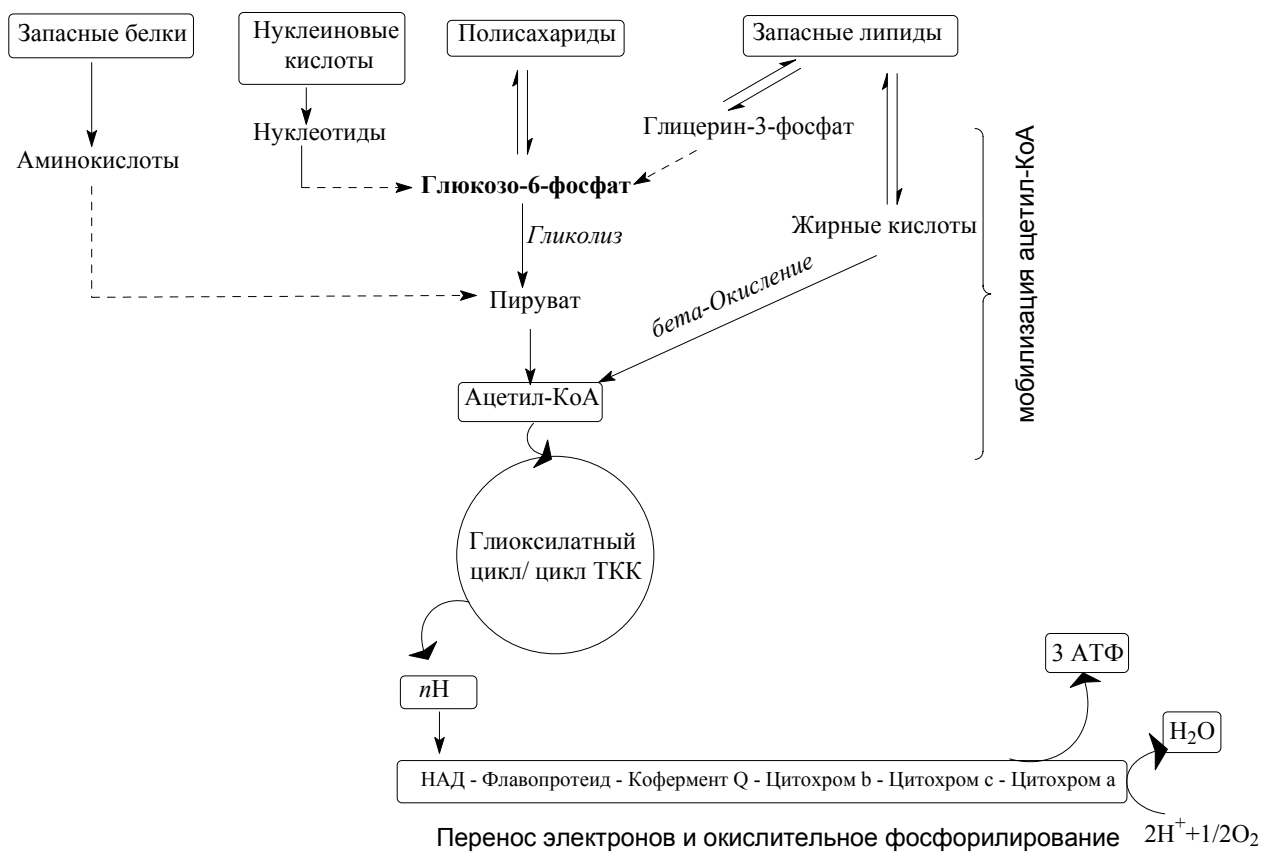 Запасные белки
Нуклеиновые
кислоты
Полисахариды
Запасные липиды
Нуклеотиды
Глицерин-3-фосфат
Аминокислоты
Глюкозо-6-фосфат
Гликолиз
Жирные кислоты
бета-Окисление
мобилизация ацетил-КоА
Пируват
Ацетил-КоА
Глиоксилатный
цикл/ цикл ТКК
nH
3 АТФ
H₂O
НАД - Флавопротеид - Кофермент Q - Цитохром b - Цитохром c - Цитохром a
Перенос электронов и окислительное фосфорилирование
2H⁺+1/2O₂